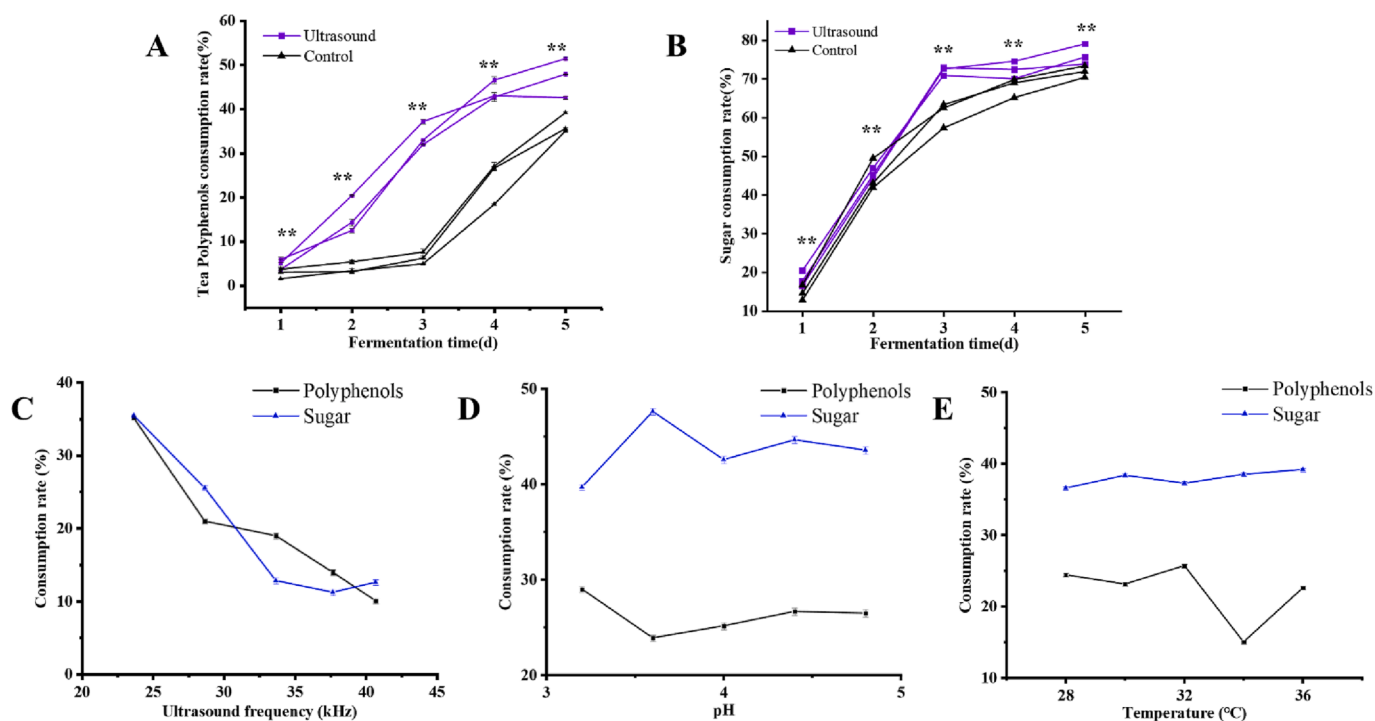 A
Tea Polyphenols consumption rate(%)
60
50
40
30
20
10
0
Ultrasound
Control
**
**
**
**
**
1
2
3
4
5
Fermentation time(d)
B
Sugar consumption rate(%)
80
70
60
50
40
30
20
10
Ultrasound
Control
**
**
**
**
**
1
2
3
4
5
Fermentation time(d)
C
Consumption rate (%)
40
30
20
10
0
Polyphenols
Sugar
20
25
30
35
40
45
Ultrasound frequency (kHz)
D
Consumption rate (%)
50
40
30
20
Polyphenols
Sugar
3
4
5
pH
E
Consumption rate (%)
50
40
30
20
10
Polyphenols
Sugar
28
32
36
Temperature (°C)